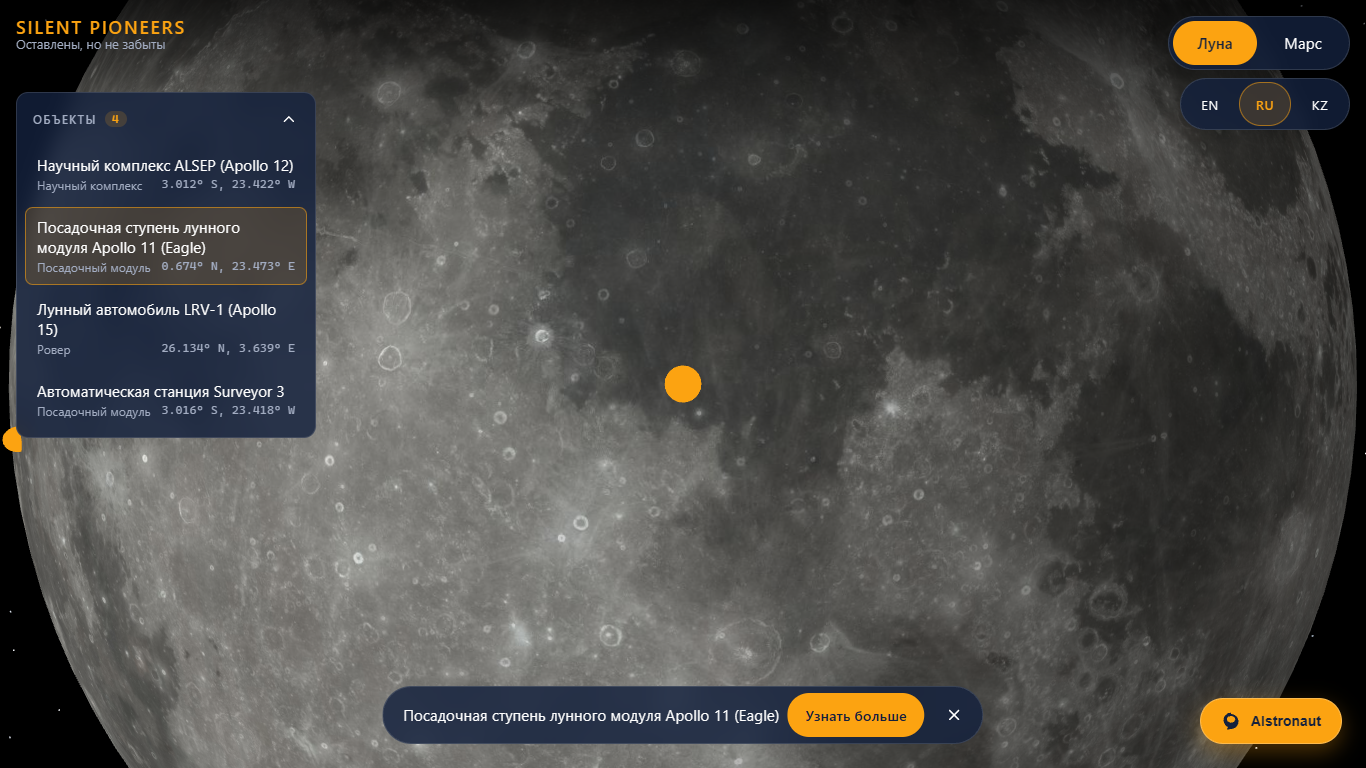 SILENT PIONEERS
Оставлены, но не забыты
Луна
Марс
EN
RU
KZ
ОБЪЕКТЫ 4
Научный комплекс ALSEP (Apollo 12)
Научный комплекс 3.012° S, 23.422° W
Посадочная ступень лунного
модуля Apollo 11 (Eagle)
Посадочный модуль 0.674° N, 23.473° E
Лунный автомобиль LRV-1 (Apollo
15)
Ровер 26.134° N, 3.639° E
Автоматическая станция Surveyor 3
Посадочный модуль 3.016° S, 23.418° W
Посадочная ступень лунного модуля Apollo 11 (Eagle)
Узнать больше
AIstronaut